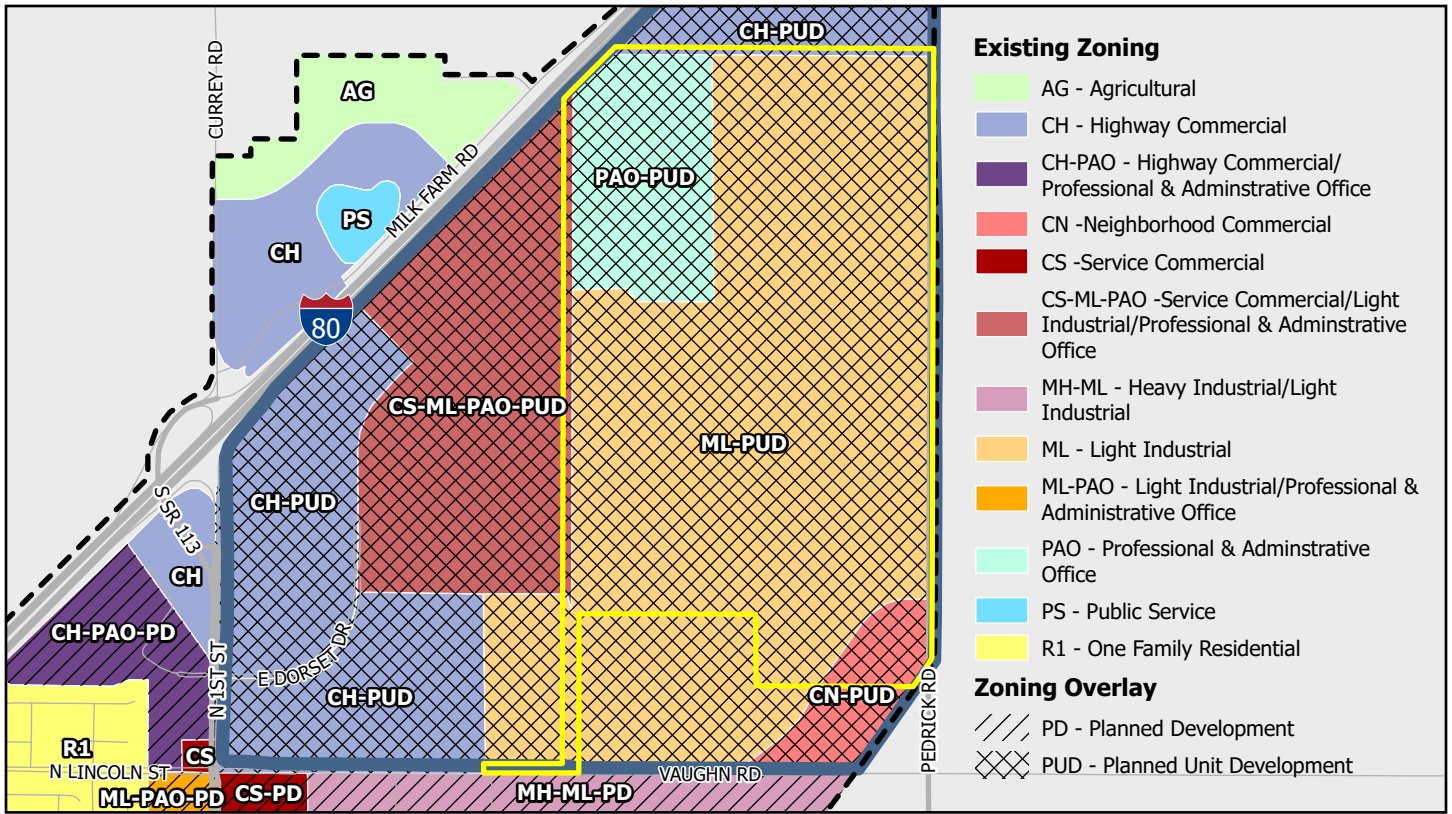 CH-PUD
CURREY RD
AG
MILK FARM RD
PAO-PUD
PS
CH
80
CS-ML-PAO-PUD
ML-PUD
CH-PUD
S SR 113
CH
CH-PAO-PD
N 1ST ST
E DORSET DR
CH-PUD
CN-PUD
PEDRICK RD
R1
CS
N LINCOLN ST
VAUGHN RD
ML-PAO-PD
CS-PD
MH-ML-PD
Existing Zoning
AG - Agricultural
CH - Highway Commercial
CH-PAO - Highway Commercial/
Professional & Adminstrative Office
CN -Neighborhood Commercial
CS -Service Commercial
CS-ML-PAO -Service Commercial/Light
Industrial/Professional & Adminstrative
Office
MH-ML - Heavy Industrial/Light
Industrial
ML - Light Industrial
ML-PAO - Light Industrial/Professional &
Administrative Office
PAO - Professional & Adminstrative
Office
PS - Public Service
R1 - One Family Residential
Zoning Overlay
PD - Planned Development
PUD - Planned Unit Development